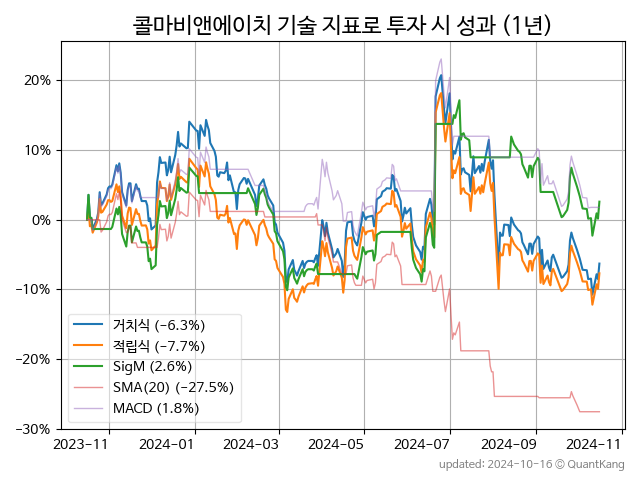 콜마비앤에이치 기술 지표로 투자 시 성과 (1년)
20%
10%
0%
−10%
−20%
−30%
거치식 (−6.3%)
적립식 (−7.7%)
SigM (2.6%)
SMA(20) (−27.5%)
MACD (1.8%)
2023-11 2024-01 2024-03 2024-05 2024-07 2024-09 2024-11
updated: 2024-10-16 © QuantKang